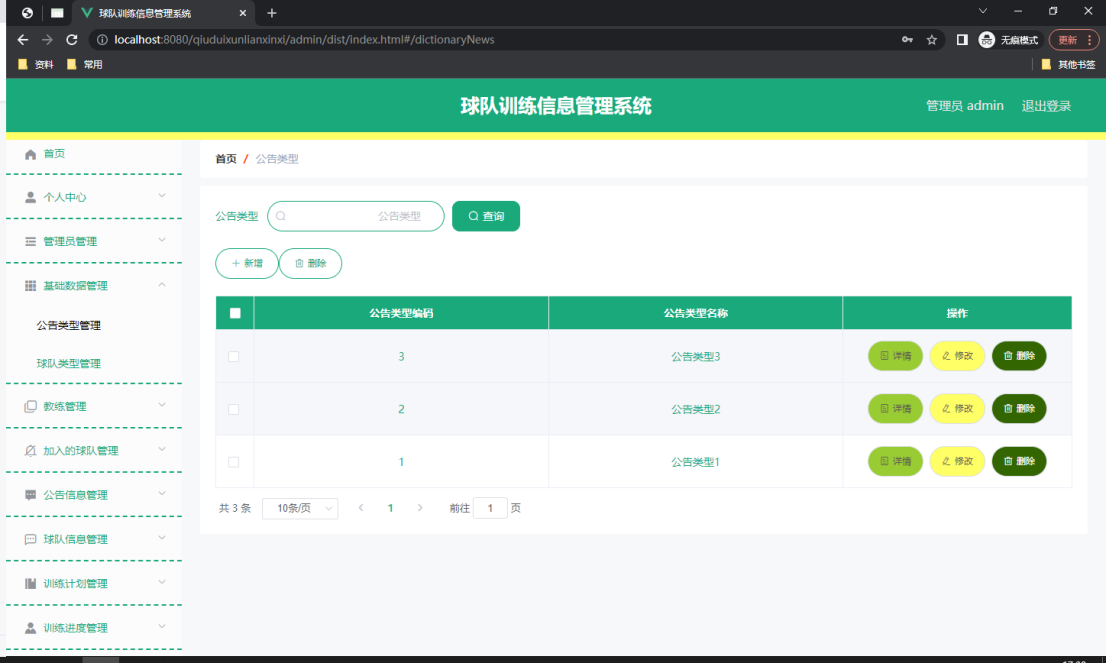 球队训练信息管理系统
localhost:8080/qiuduixunlianxinxi/admin/dist/index.html#/dictionaryNews
无痕模式
更新
资料
常用
其他书签
球队训练信息管理系统
管理员 admin
退出登录
首页
个人中心
管理员管理
基础数据管理
公告类型管理
球队类型管理
教练管理
加入的球队管理
公告信息管理
球队信息管理
训练计划管理
训练进度管理
首页 / 公告类型
公告类型 公告类型 查询
新增 删除
公告类型编码 公告类型名称 操作
3 公告类型3 详情 修改 删除
2 公告类型2 详情 修改 删除
1 公告类型1 详情 修改 删除
共 3 条 10条/页 1 前往 1 页